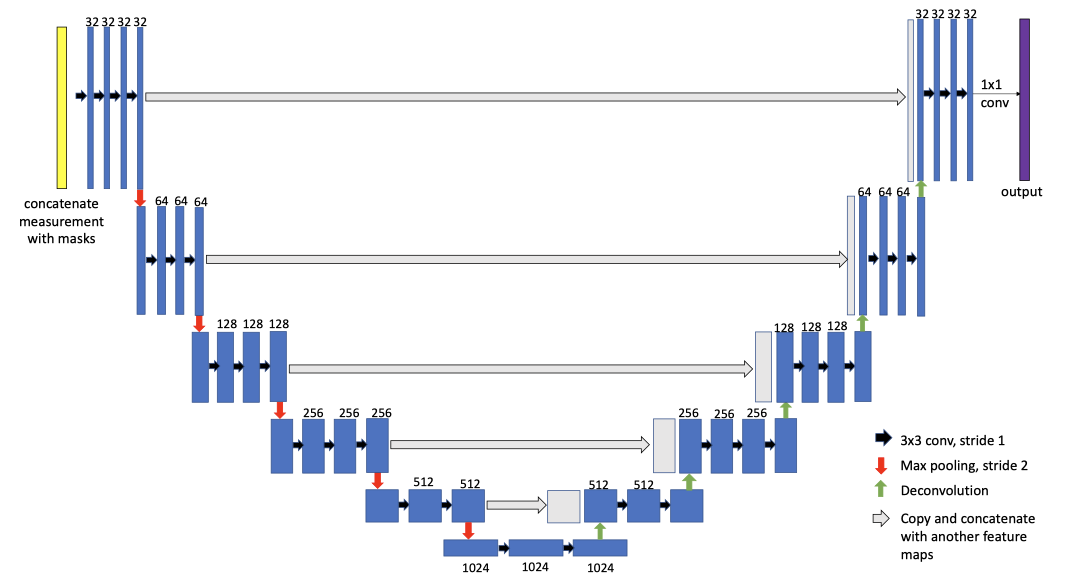 32 32 32 32
32 32 32 32
1x1
conv
output
concatenate
measurement
with masks
64 64 64
64 64 64
128 128 128
128 128 128
256 256 256
256 256 256
512 512
512 512
1024 1024 1024
3x3 conv, stride 1
Max pooling, stride 2
Deconvolution
Copy and concatenate
with another feature
maps